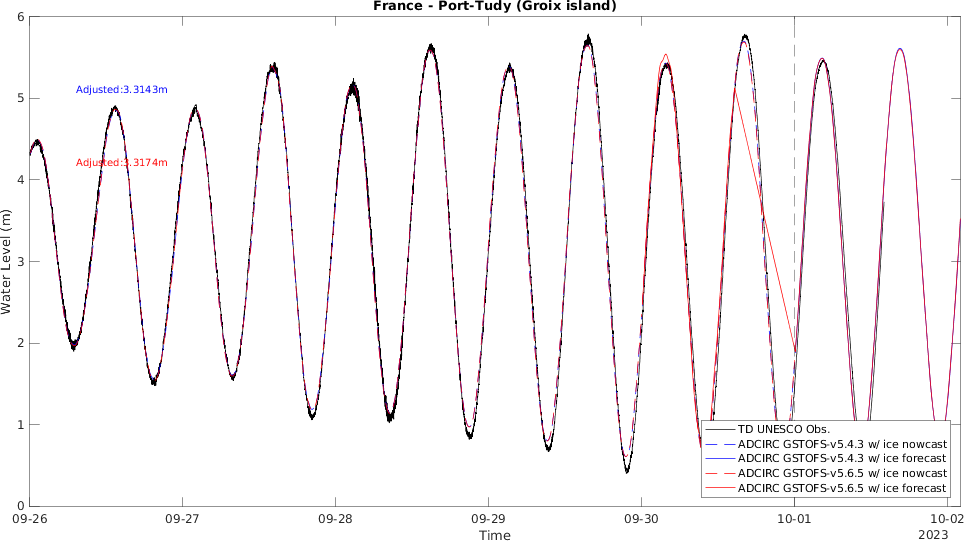 France - Port-Tudy (Groix island)
6
5
4
3
2
1
0
Water Level (m)
Adjusted:3.3143m
Adjusted:3.3174m
TD UNESCO Obs.
ADCIRC GSTOFS-v5.4.3 w/ ice nowcast
ADCIRC GSTOFS-v5.4.3 w/ ice forecast
ADCIRC GSTOFS-v5.6.5 w/ ice nowcast
ADCIRC GSTOFS-v5.6.5 w/ ice forecast
09-26 09-27 09-28 09-29 09-30 10-01 10-02
Time
2023